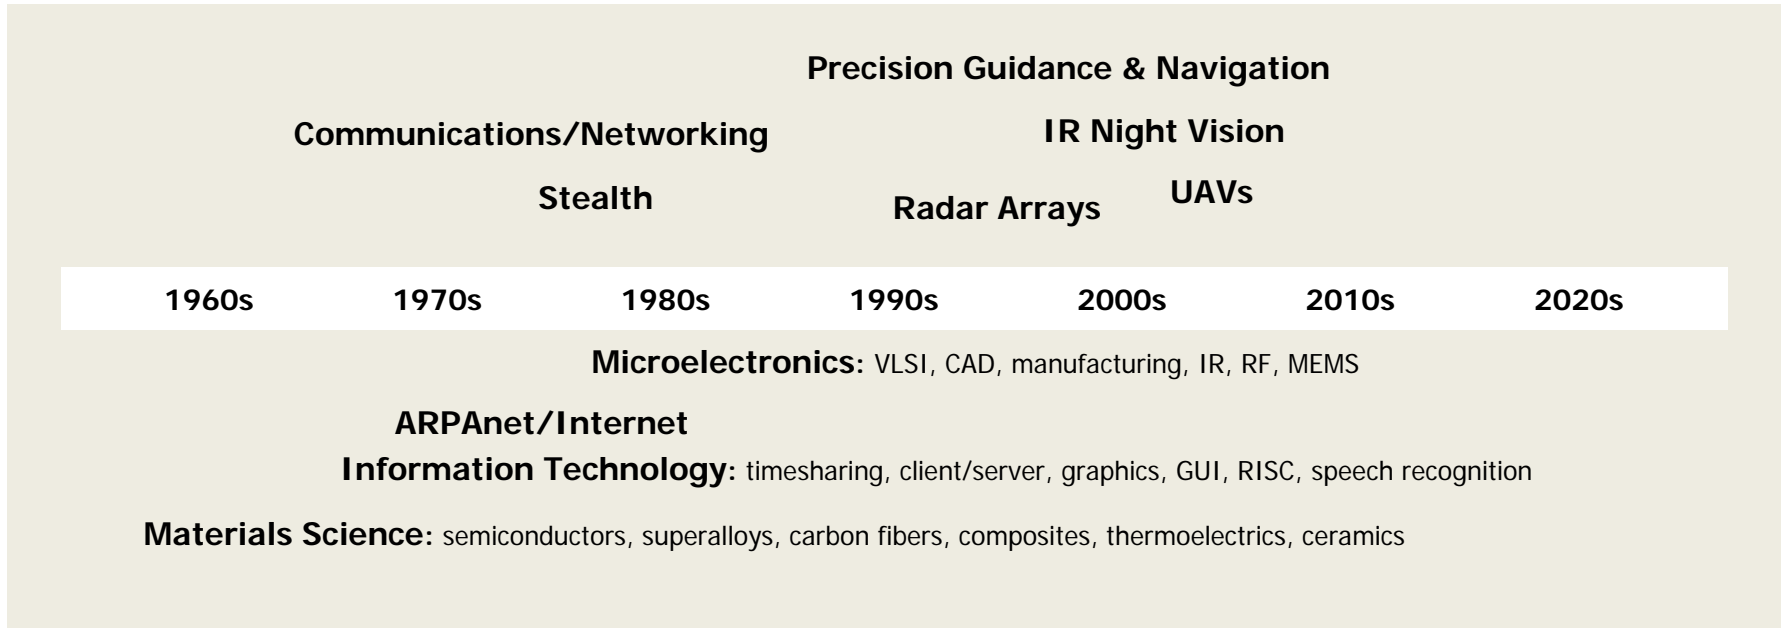 Precision Guidance & Navigation
Communications/Networking
IR Night Vision
Stealth
Radar Arrays
UAVs
1960s 1970s 1980s 1990s 2000s 2010s 2020s
Microelectronics: VLSI, CAD, manufacturing, IR, RF, MEMS
ARPAnet/Internet
Information Technology: timesharing, client/server, graphics, GUI, RISC, speech recognition
Materials Science: semiconductors, superalloys, carbon fibers, composites, thermoelectrics, ceramics